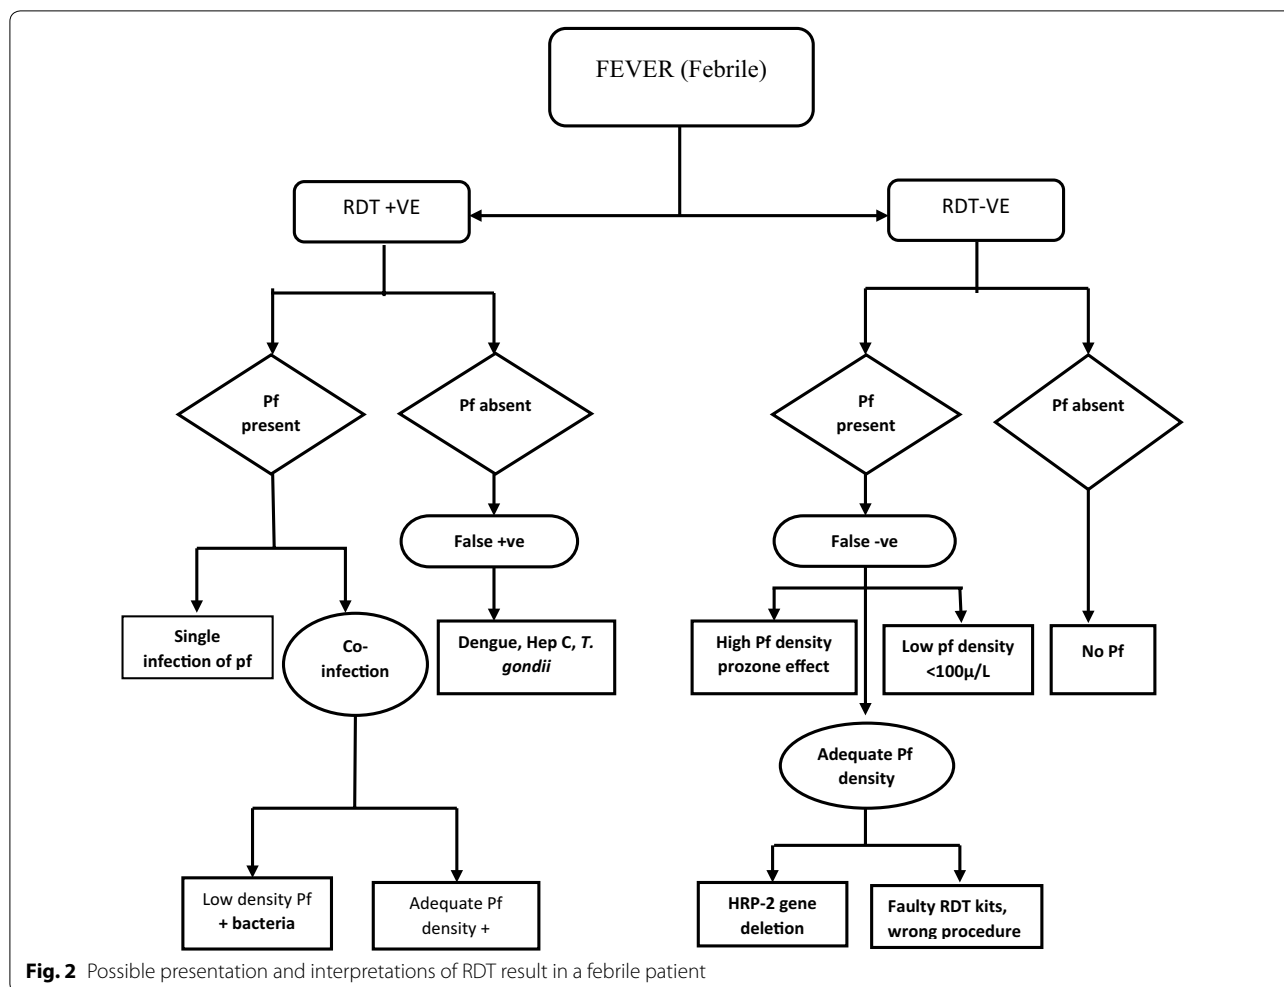 FEVER (Febrile)
RDT +VE
RDT-VE
Pf
present
Pf absent
Pf
present
Pf absent
False +ve
False -ve
Single
infection of pf
Co-
infection
Dengue, Hep C, T.
gondii
High Pf density
prozone effect
Low pf density
<100µ/L
No Pf
Adequate Pf
density
Low density Pf
+ bacteria
Adequate Pf
density +
HRP-2 gene
deletion
Faulty RDT kits,
wrong procedure
Fig. 2 Possible presentation and interpretations of RDT result in a febrile patient